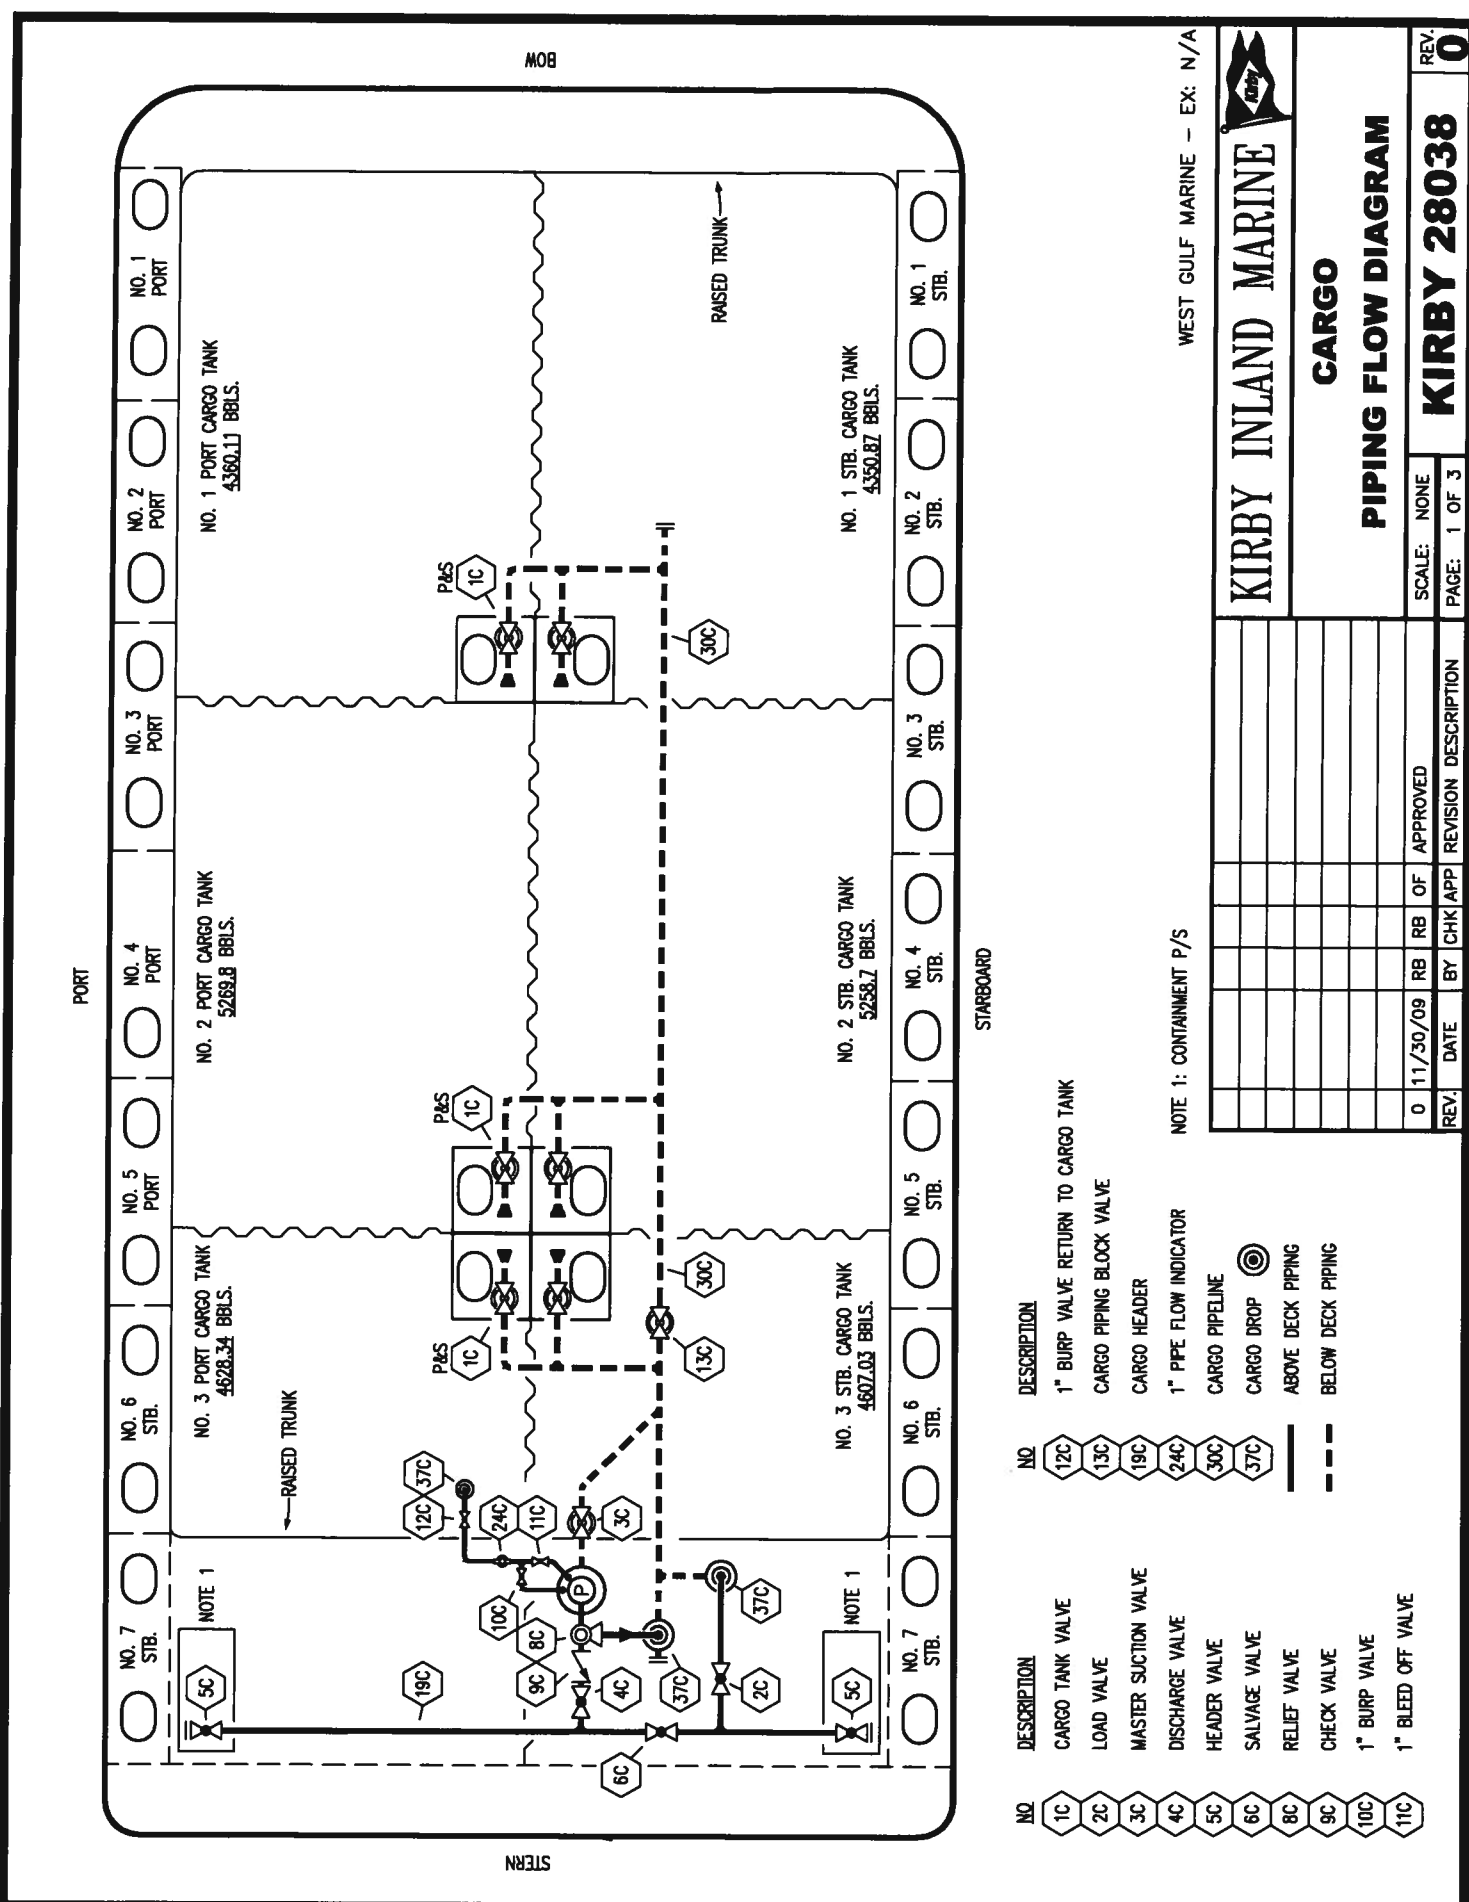 BOW
PORT
STARBOARD
STERN
NO. 7
STB.
NO. 6
STB.
NO. 5
PORT
NO. 4
PORT
NO. 3
PORT
NO. 2
PORT
NO. 1
PORT
NO. 3 PORT CARGO TANK
4628.34 BBLS.
NO. 2 PORT CARGO TANK
5269.8 BBLS.
NO. 1 PORT CARGO TANK
4360.11 BBLS.
NOTE 1
5C
RAISED TRUNK
19C
12C
37C
24C
11C
10C
8C
9C
4C
3C
P
37C
37C
2C
6C
P&S
1C
P&S
1C
P&S
1C
13C
30C
30C
RAISED TRUNK
NOTE 1
5C
NO. 3 STB. CARGO TANK
4607.03 BBLS.
NO. 2 STB. CARGO TANK
5258.7 BBLS.
NO. 1 STB. CARGO TANK
4350.87 BBLS.
NO. 7
STB.
NO. 6
STB.
NO. 5
STB.
NO. 4
STB.
NO. 3
STB.
NO. 2
STB.
NO. 1
STB.
NO DESCRIPTION
1C CARGO TANK VALVE
2C LOAD VALVE
3C MASTER SUCTION VALVE
4C DISCHARGE VALVE
5C HEADER VALVE
6C SALVAGE VALVE
8C RELIEF VALVE
9C CHECK VALVE
10C 1" BURP VALVE
11C 1" BLEED OFF VALVE
NO DESCRIPTION
12C 1" BURP VALVE RETURN TO CARGO TANK
13C CARGO PIPING BLOCK VALVE
19C CARGO HEADER
24C 1" PIPE FLOW INDICATOR
30C CARGO PIPELINE
37C CARGO DROP
ABOVE DECK PIPING
BELOW DECK PIPING
NOTE 1: CONTAINMENT P/S
WEST GULF MARINE - EX: N/A
0 11/30/09 RB RB OF APPROVED
REV. DATE BY CHK APP REVISION DESCRIPTION
KIRBY INLAND MARINE
Kirby
CARGO
PIPING FLOW DIAGRAM
SCALE: NONE
PAGE: 1 OF 3
KIRBY 28038
REV.
0